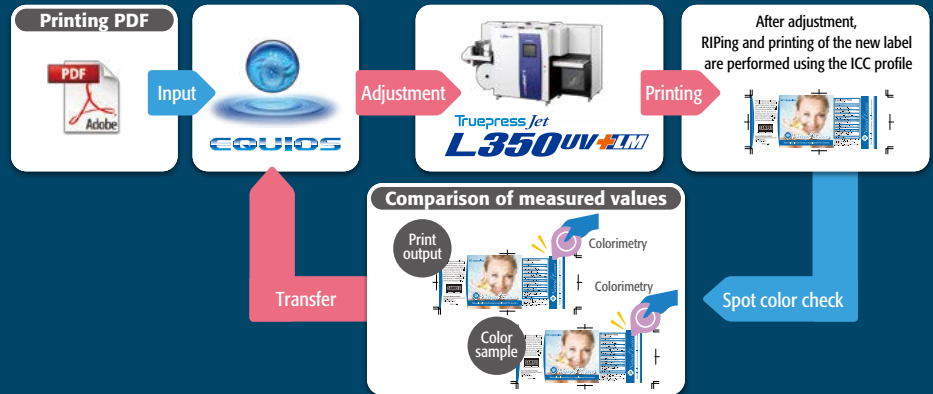 Printing PDF
PDF
Adobe
Input
EQUIOS
Adjustment
Truepress Jet
L350UV+LM
Printing
After adjustment,
RIPing and printing of the new label
are performed using the ICC profile
Comparison of measured values
Print
output
Colorimetry
Colorimetry
Color
sample
Transfer
Spot color check